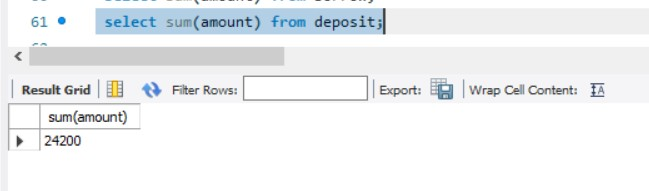 61 select sum(amount) from deposit;
Result Grid Filter Rows: Export: Wrap Cell Content:
sum(amount)
24200